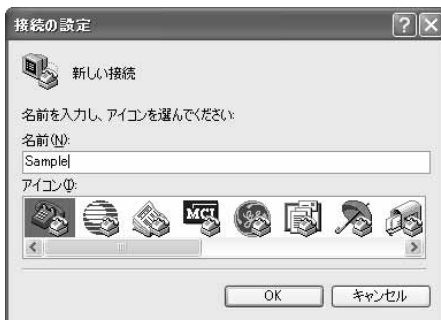 接続の設定
新しい接続
名前を入力し、アイコンを選んでください:
名前(N):
Sample
アイコン(I):
MCI
OK
キャンセル